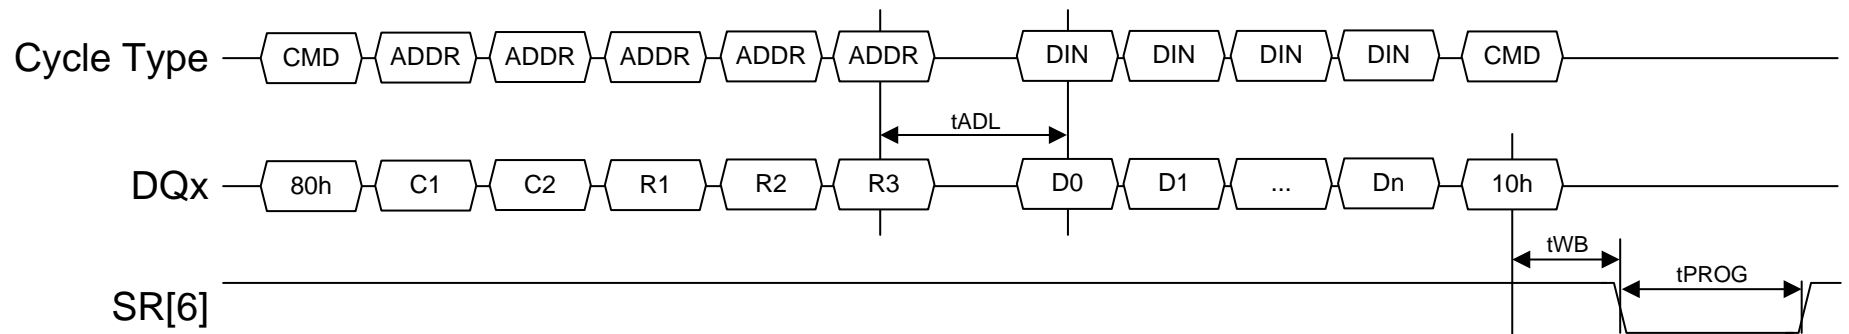 Cycle Type CMD ADDR ADDR ADDR ADDR ADDR DIN DIN DIN DIN CMD
tADL
DQx 80h C1 C2 R1 R2 R3 D0 D1 ... Dn 10h
tWB
tPROG
SR[6]